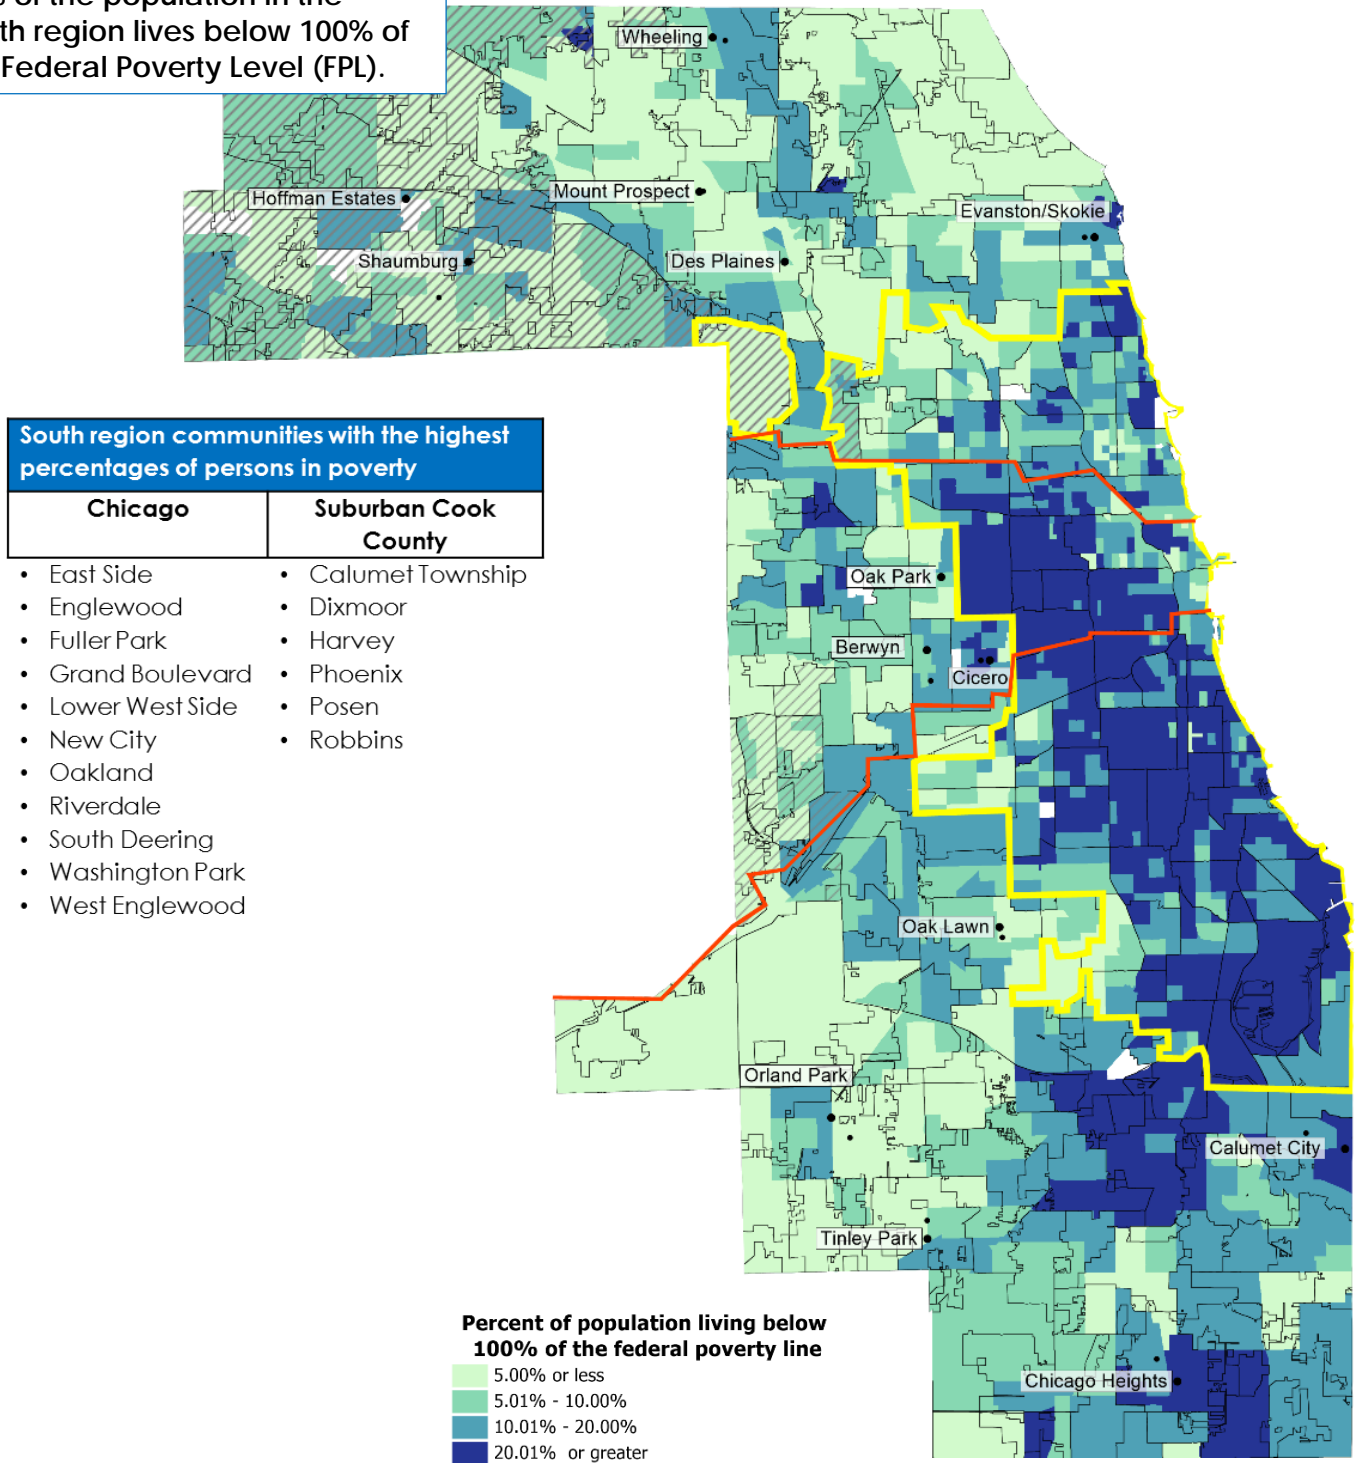 of the population in the
th region lives below 100% of
Federal Poverty Level (FPL).
Wheeling
Hoffman Estates
Mount Prospect
Evanston/Skokie
Shaumburg
Des Plaines
South region communities with the highest
percentages of persons in poverty
Chicago
Suburban Cook
County
• East Side
• Englewood
• Fuller Park
• Grand Boulevard
• Lower West Side
• New City
• Oakland
• Riverdale
• South Deering
• Washington Park
• West Englewood
• Calumet Township
• Dixmoor
• Harvey
• Phoenix
• Posen
• Robbins
Oak Park
Berwyn
Cicero
Oak Lawn
Orland Park
Calumet City
Tinley Park
Chicago Heights
Percent of population living below
100% of the federal poverty line
5.00% or less
5.01% - 10.00%
10.01% - 20.00%
20.01% or greater